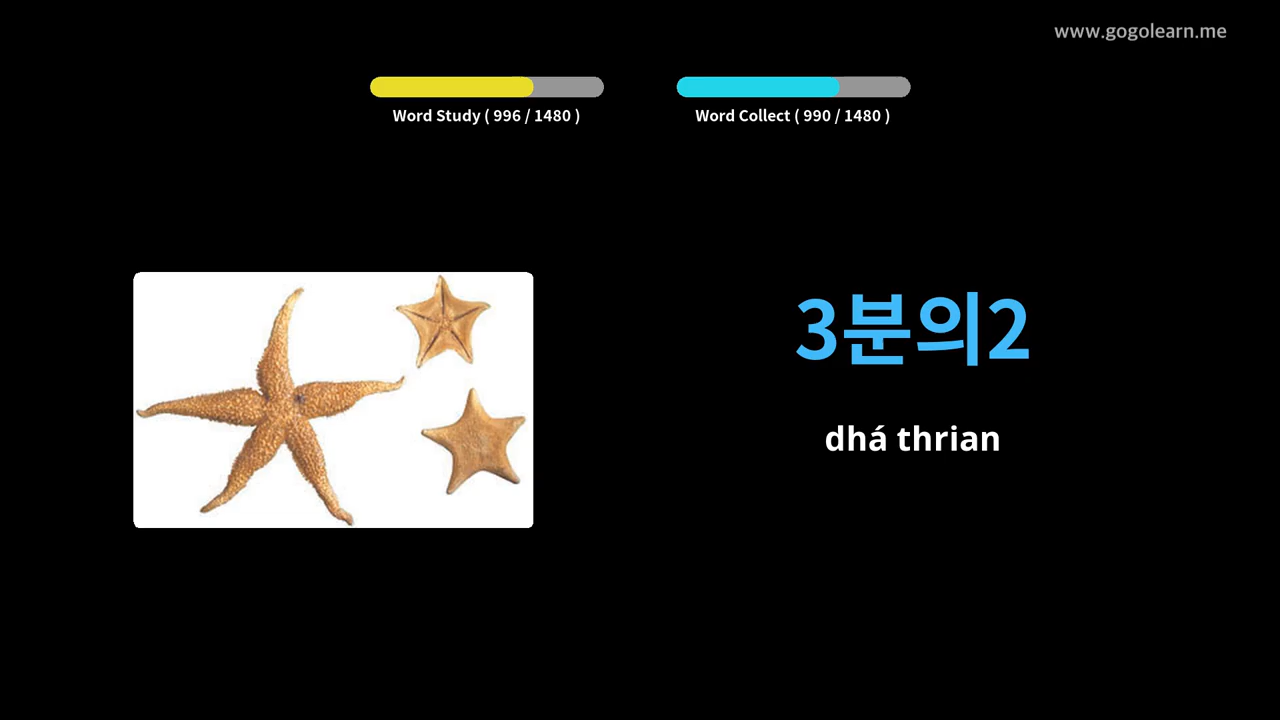 www.gogolearn.me
Word Study ( 996 / 1480 )
Word Collect ( 990 / 1480 )
3분의2
dhá thrian